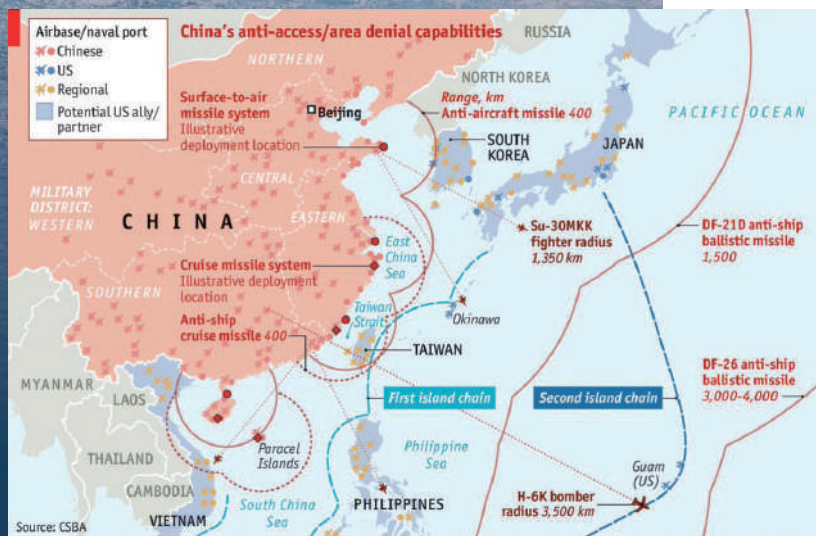 China's anti-access/area denial capabilities
Airbase/naval port
Chinese
US
Regional
Potential US ally/
partner
RUSSIA
NORTHERN
NORTH KOREA
Surface-to-air
missile system
Illustrative
deployment location
Beijing
Range, km
Anti-aircraft missile 400
PACIFIC OCEAN
SOUTH
KOREA
JAPAN
CENTRAL
MILITARY
DISTRICT:
WESTERN
EASTERN
CHINA
Su-30MKK
fighter radius
1,350 km
DF-21D anti-ship
ballistic missile
1,500
East
China
Sea
Cruise missile system
Illustrative deployment
location
SOUTHERN
Taiwan
Strait
Okinawa
Anti-ship
cruise missile 400
TAIWAN
MYANMAR
LAOS
First island chain
Second island chain
DF-26 anti-ship
ballistic missile
3,000-4,000
Paracel
Islands
Philippine
Sea
THAILAND
Guam
(US)
CAMBODIA
VIETNAM
South China
Sea
PHILIPPINES
H-6K bomber
radius 3,500 km
Source: CSBA